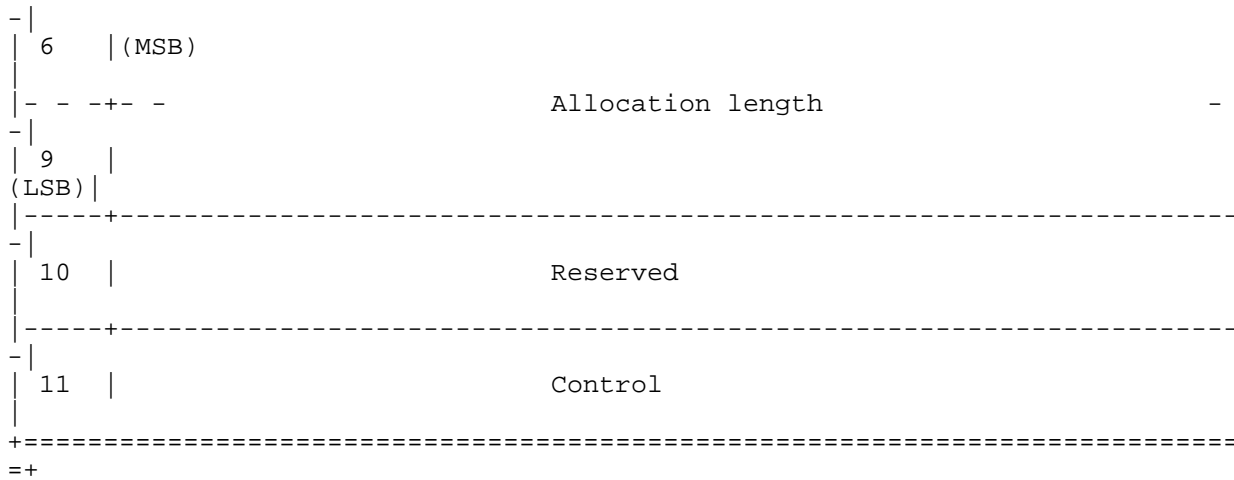 -|
| 6   |(MSB)
|
|- - -+- -                        Allocation length                        -
-|
| 9   |
(LSB)|
|-----+----------------------------------------------------------------------
-|
| 10  |                           Reserved
|
|-----+----------------------------------------------------------------------
-|
| 11  |                           Control
|
+============================================================================
=+